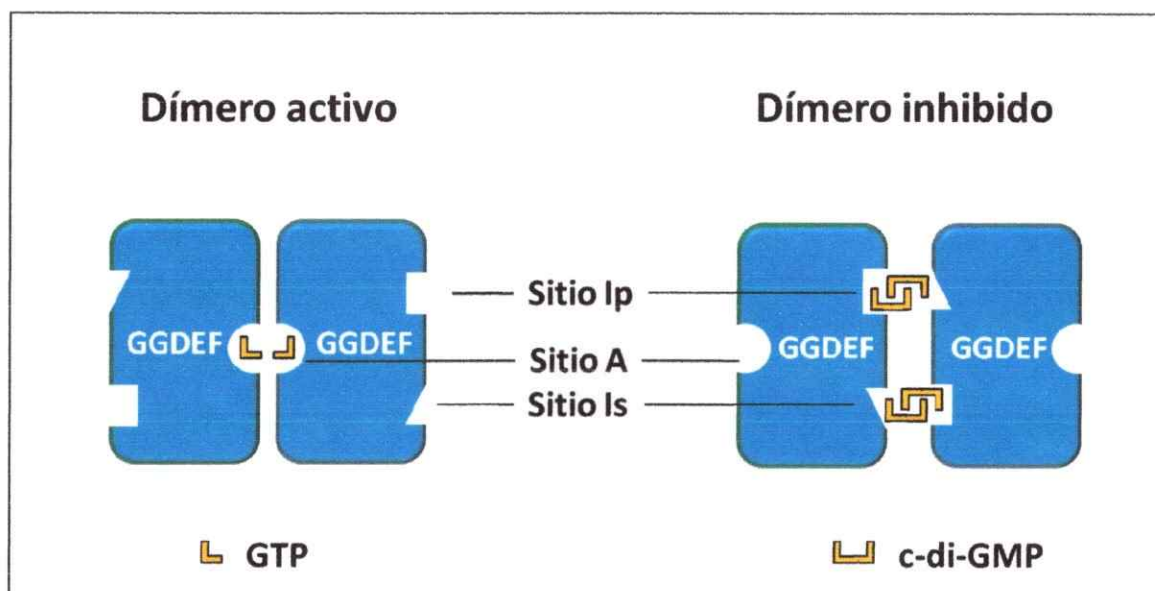 Dímero activo
Dímero inhibido
Sitio Ip
GGDEF
GGDEF
Sitio A
GGDEF
GGDEF
Sitio Is
GTP
c-di-GMP